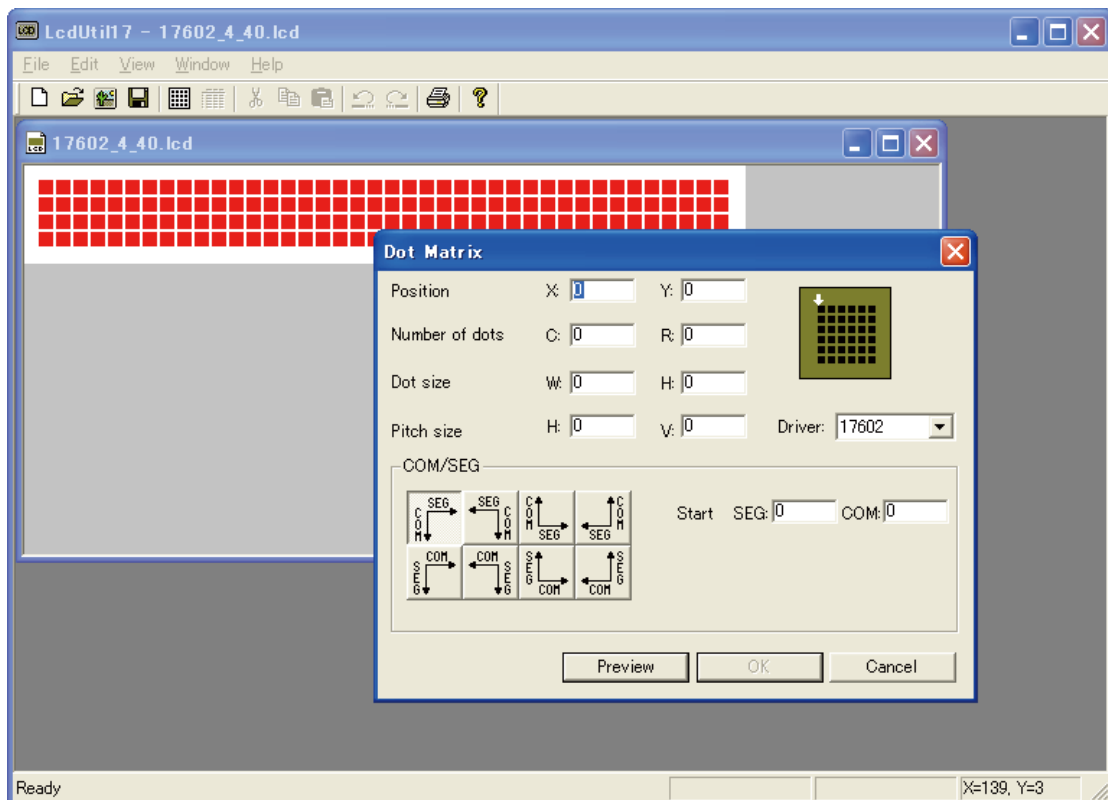 LcdUtil17 - 17602_4_40.lcd
File Edit View Window Help
17602_4_40.lcd
Dot Matrix
Position X: 0 Y: 0
Number of dots C: 0 R: 0
Dot size W: 0 H: 0
Pitch size H: 0 V: 0 Driver: 17602
COM/SEG
SEG COM SEG COM COM SEG COM SEG
Start SEG: 0 COM: 0
COM SEG COM SEG SEG COM SEG COM
Preview OK Cancel
Ready X=139, Y=3